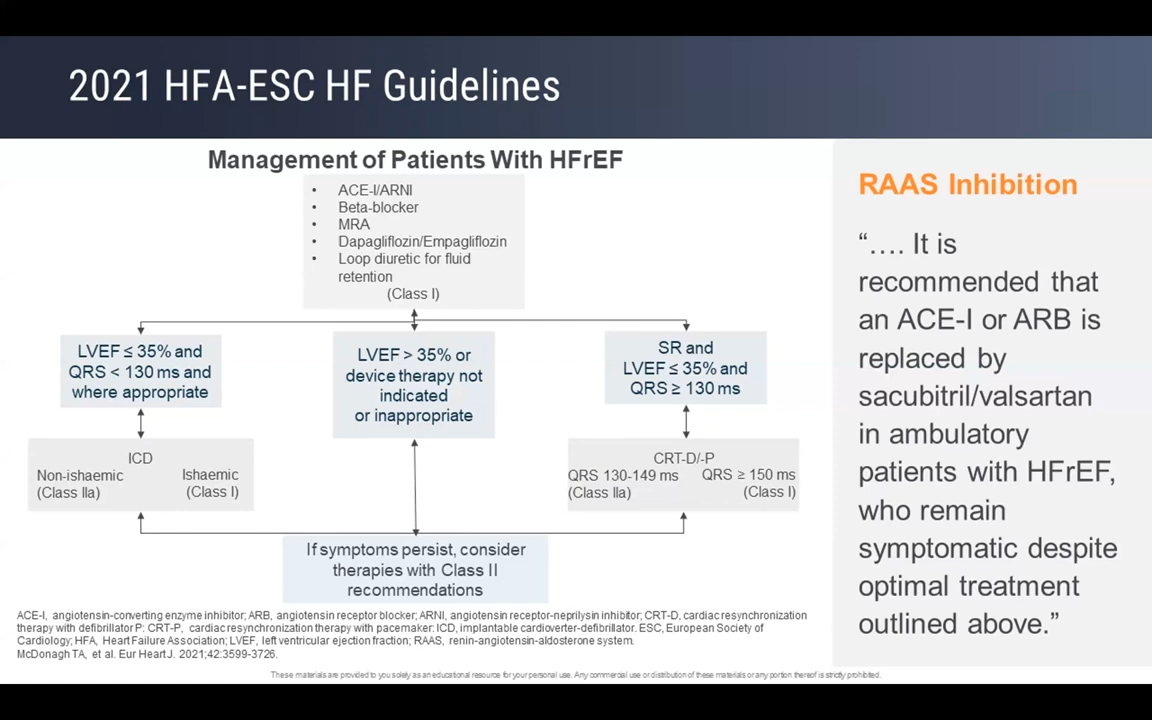 2021 HFA-ESC HF Guidelines
Management of Patients With HFrEF
• ACE-I/ARNI
• Beta-blocker
• MRA
• Dapagliflozin/Empagliflozin
• Loop diuretic for fluid
retention
(Class I)
LVEF ≤ 35% and
QRS < 130 ms and
where appropriate
LVEF > 35% or
device therapy not
indicated
or inappropriate
SR and
LVEF ≤ 35% and
QRS ≥ 130 ms
ICD
Non-ishaemic
(Class IIa)
Ishaemic
(Class I)
CRT-D/-P
QRS 130-149 ms
(Class IIa)
QRS ≥ 150 ms
(Class I)
If symptoms persist, consider
therapies with Class II
recommendations
ACE-I, angiotensin-converting enzyme inhibitor; ARB, angiotensin receptor blocker; ARNI, angiotensin receptor-neprilysin inhibitor; CRT-D, cardiac resynchronization
therapy with defibrillator P: CRT-P, cardiac resynchronization therapy with pacemaker: ICD, implantable cardioverter-defibrillator. ESC, European Society of
Cardiology; HFA, Heart Failure Association; LVEF, left ventricular ejection fraction; RAAS, renin-angiotensin-aldosterone system.
McDonagh TA, et al. Eur Heart J. 2021;42:3599-3726.
RAAS Inhibition
“…. It is
recommended that
an ACE-I or ARB is
replaced by
sacubitril/valsartan
in ambulatory
patients with HFrEF,
who remain
symptomatic despite
optimal treatment
outlined above.”
These materials are provided to you solely as an educational resource for your personal use. Any commercial use or distribution of these materials or any portion thereof is strictly prohibited.